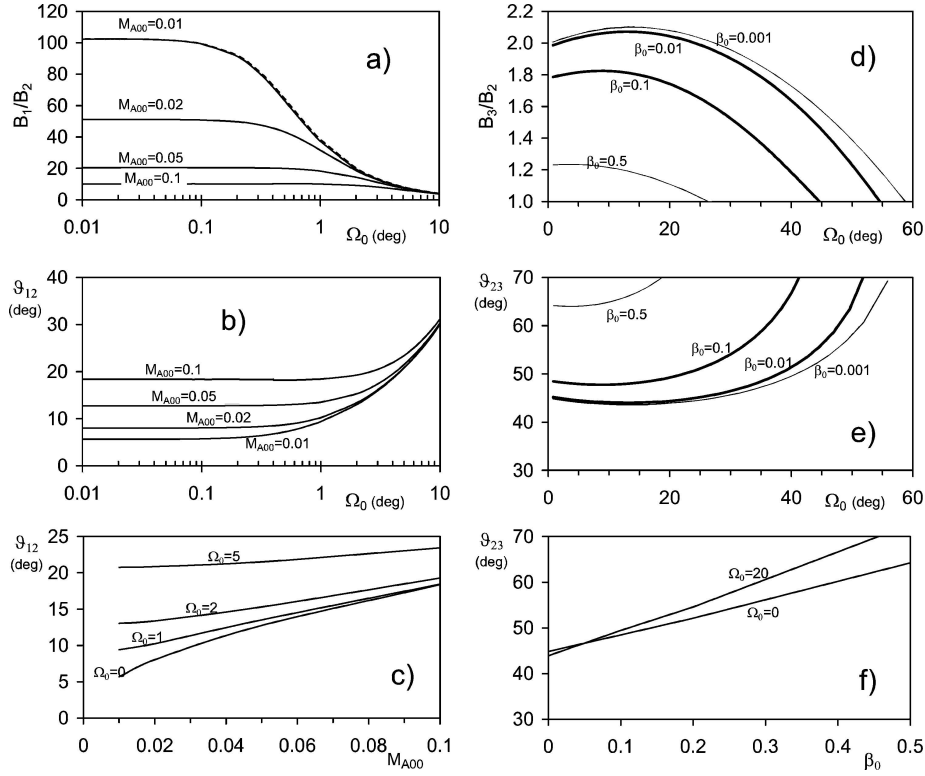 a)
B1/B2
120
100
80
60
40
20
0
MA00=0.01
MA00=0.02
MA00=0.05
MA00=0.1
0.01
0.1
1
10
Ω0 (deg)
d)
B3/B2
2.2
2.0
1.8
1.6
1.4
1.2
1.0
β0=0.001
β0=0.01
β0=0.1
β0=0.5
0
20
40
60
Ω0 (deg)
b)
ϑ12
(deg)
40
30
20
10
0
MA00=0.1
MA00=0.05
MA00=0.02
MA00=0.01
0.01
0.1
1
10
Ω0 (deg)
e)
ϑ23
(deg)
70
60
50
40
30
β0=0.5
β0=0.1
β0=0.01
β0=0.001
0
20
40
60
Ω0 (deg)
c)
ϑ12
(deg)
25
20
15
10
5
0
Ω0=5
Ω0=2
Ω0=1
Ω0=0
0
0.02
0.04
0.06
0.08
0.1
MA00
f)
ϑ23
(deg)
70
60
50
40
30
Ω0=20
Ω0=0
0
0.1
0.2
0.3
0.4
0.5
β0